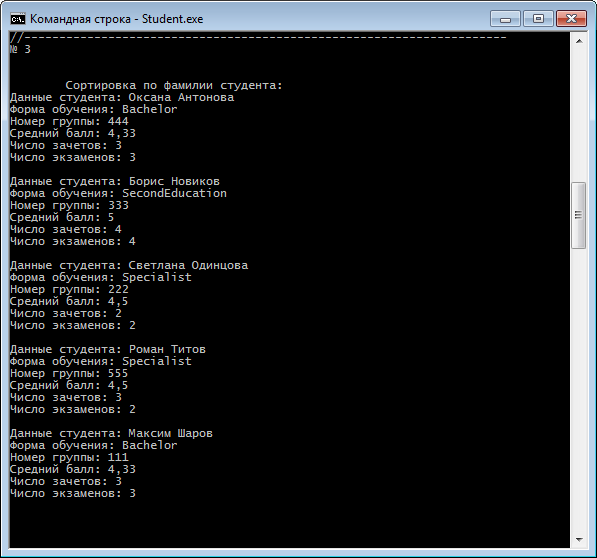 Командная строка - Student.exe
//----------------------------------------------------------------------
№ 3
Сортировка по фамилии студента:
Данные студента: Оксана Антонова
Форма обучения: Bachelor
Номер группы: 444
Средний балл: 4,33
Число зачетов: 3
Число экзаменов: 3
Данные студента: Борис Новиков
Форма обучения: SecondEducation
Номер группы: 333
Средний балл: 5
Число зачетов: 4
Число экзаменов: 4
Данные студента: Светлана Одинцова
Форма обучения: Specialist
Номер группы: 222
Средний балл: 4,5
Число зачетов: 2
Число экзаменов: 2
Данные студента: Роман Титов
Форма обучения: Specialist
Номер группы: 555
Средний балл: 4,5
Число зачетов: 3
Число экзаменов: 2
Данные студента: Максим Шаров
Форма обучения: Bachelor
Номер группы: 111
Средний балл: 4,33
Число зачетов: 3
Число экзаменов: 3